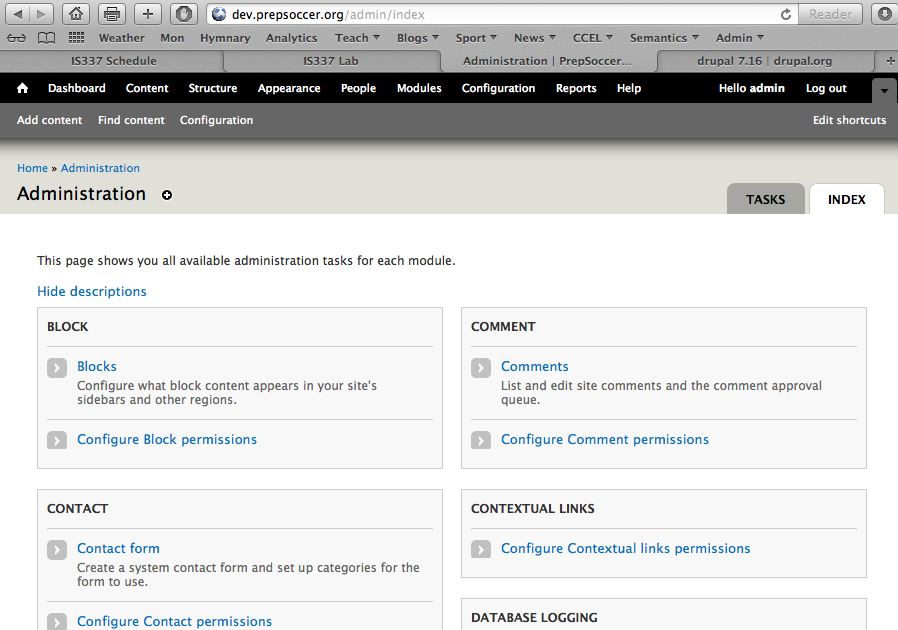 dev.prepsoccer.org/admin/index
Reader
Weather Mon Hymnary Analytics Teach Blogs Sport News CCEL Semantics Admin
IS337 Schedule IS337 Lab Administration | PrepSoccer... drupal 7.16 | drupal.org
Dashboard Content Structure Appearance People Modules Configuration Reports Help Hello admin Log out
Add content Find content Configuration Edit shortcuts
Home » Administration
Administration
TASKS INDEX
This page shows you all available administration tasks for each module.
Hide descriptions
BLOCK
Blocks
Configure what block content appears in your site's
sidebars and other regions.
Configure Block permissions
COMMENT
Comments
List and edit site comments and the comment approval
queue.
Configure Comment permissions
CONTACT
Contact form
Create a system contact form and set up categories for the
form to use.
Configure Contact permissions
CONTEXTUAL LINKS
Configure Contextual links permissions
DATABASE LOGGING